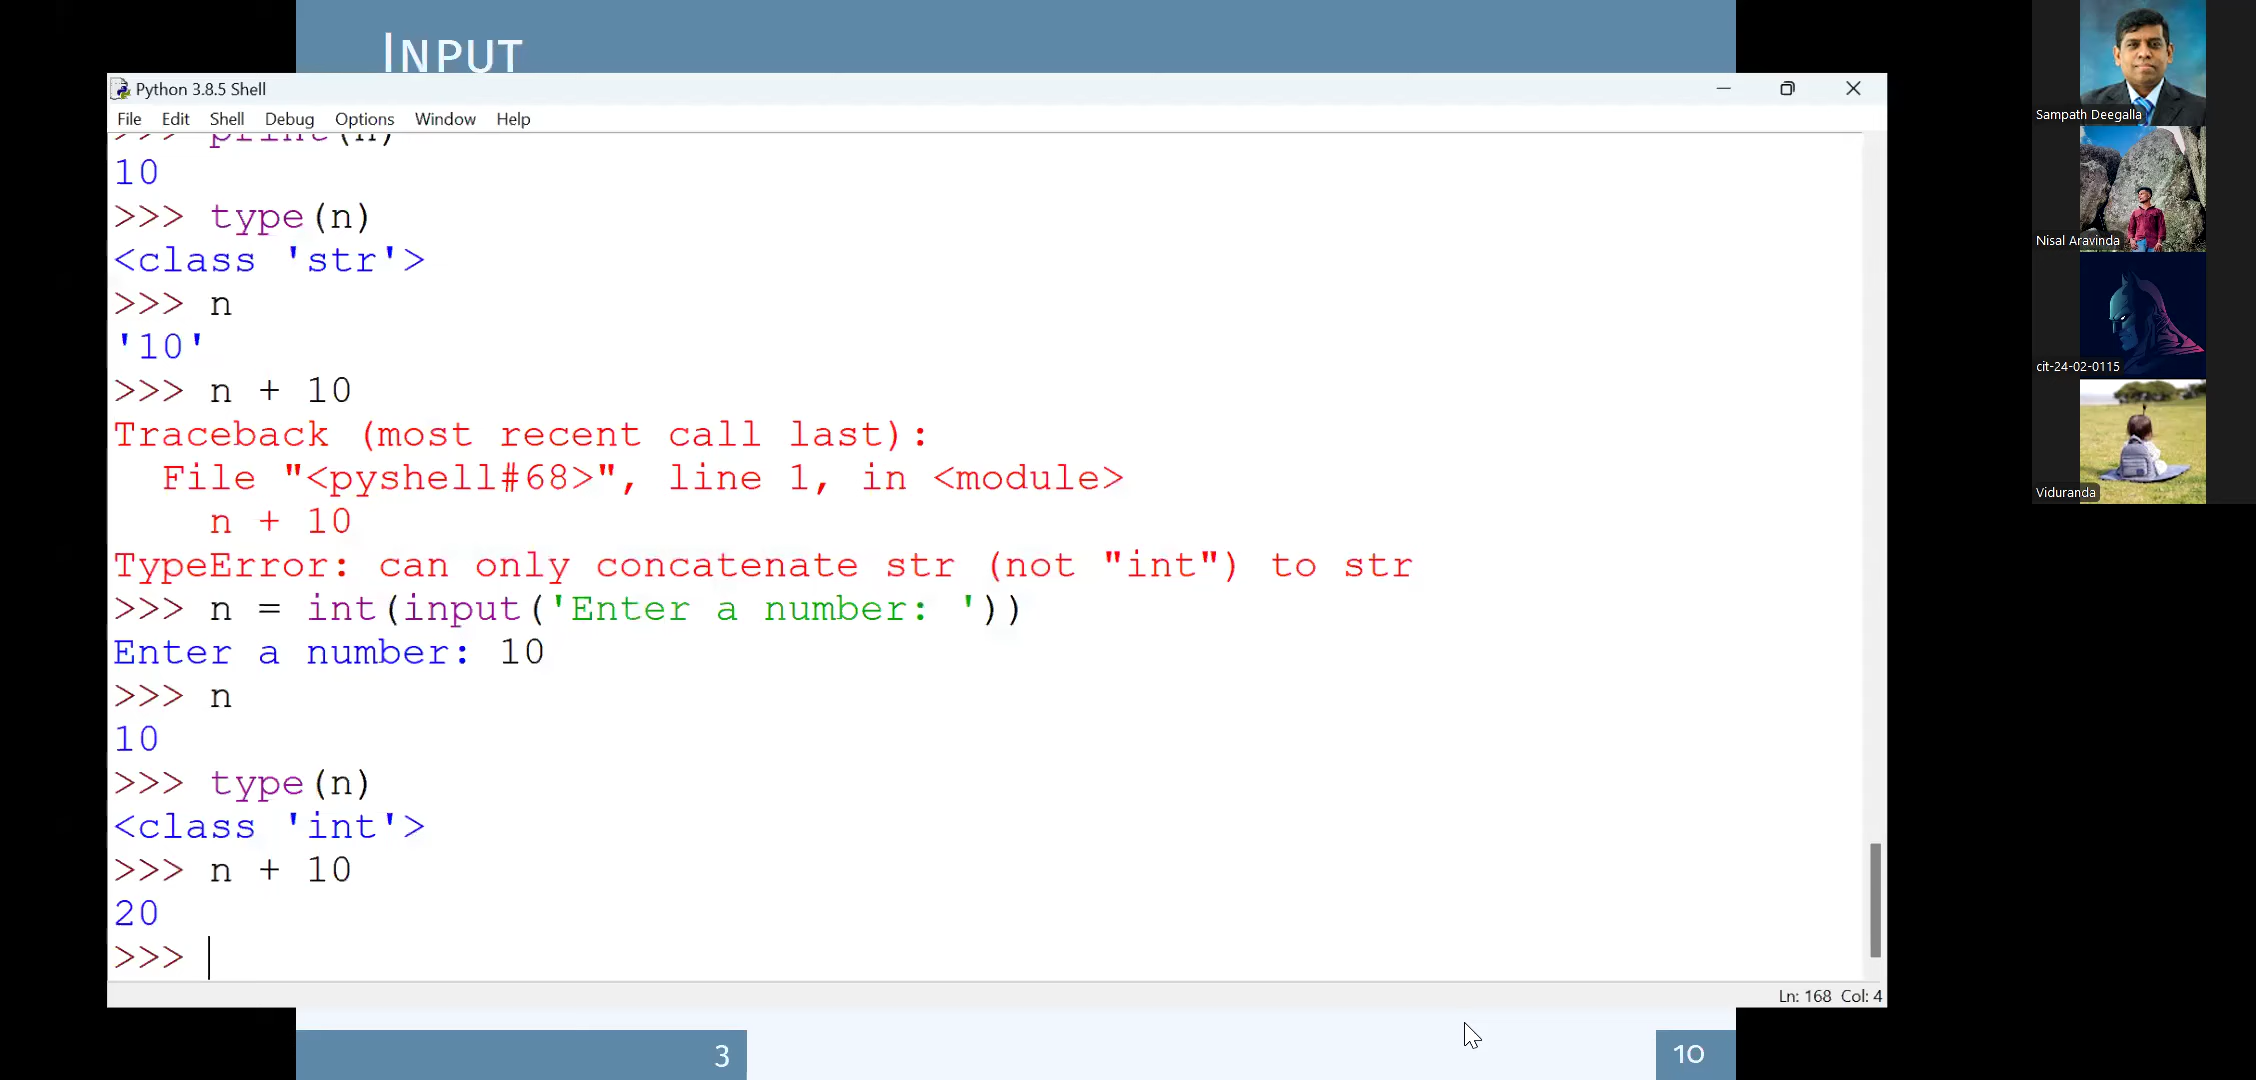 INPUT
Python 3.8.5 Shell
File Edit Shell Debug Options Window Help
>>> print(n)
10
>>> type(n)
<class 'str'>
>>> n
'10'
>>> n + 10
Traceback (most recent call last):
  File "<pyshell#68>", line 1, in <module>
    n + 10
TypeError: can only concatenate str (not "int") to str
>>> n = int(input('Enter a number: '))
Enter a number: 10
>>> n
10
>>> type(n)
<class 'int'>
>>> n + 10
20
>>>
Ln: 168 Col: 4
3
10
Sampath Deegalla
Nisal Aravinda
cit-24-02-0115
Viduranda